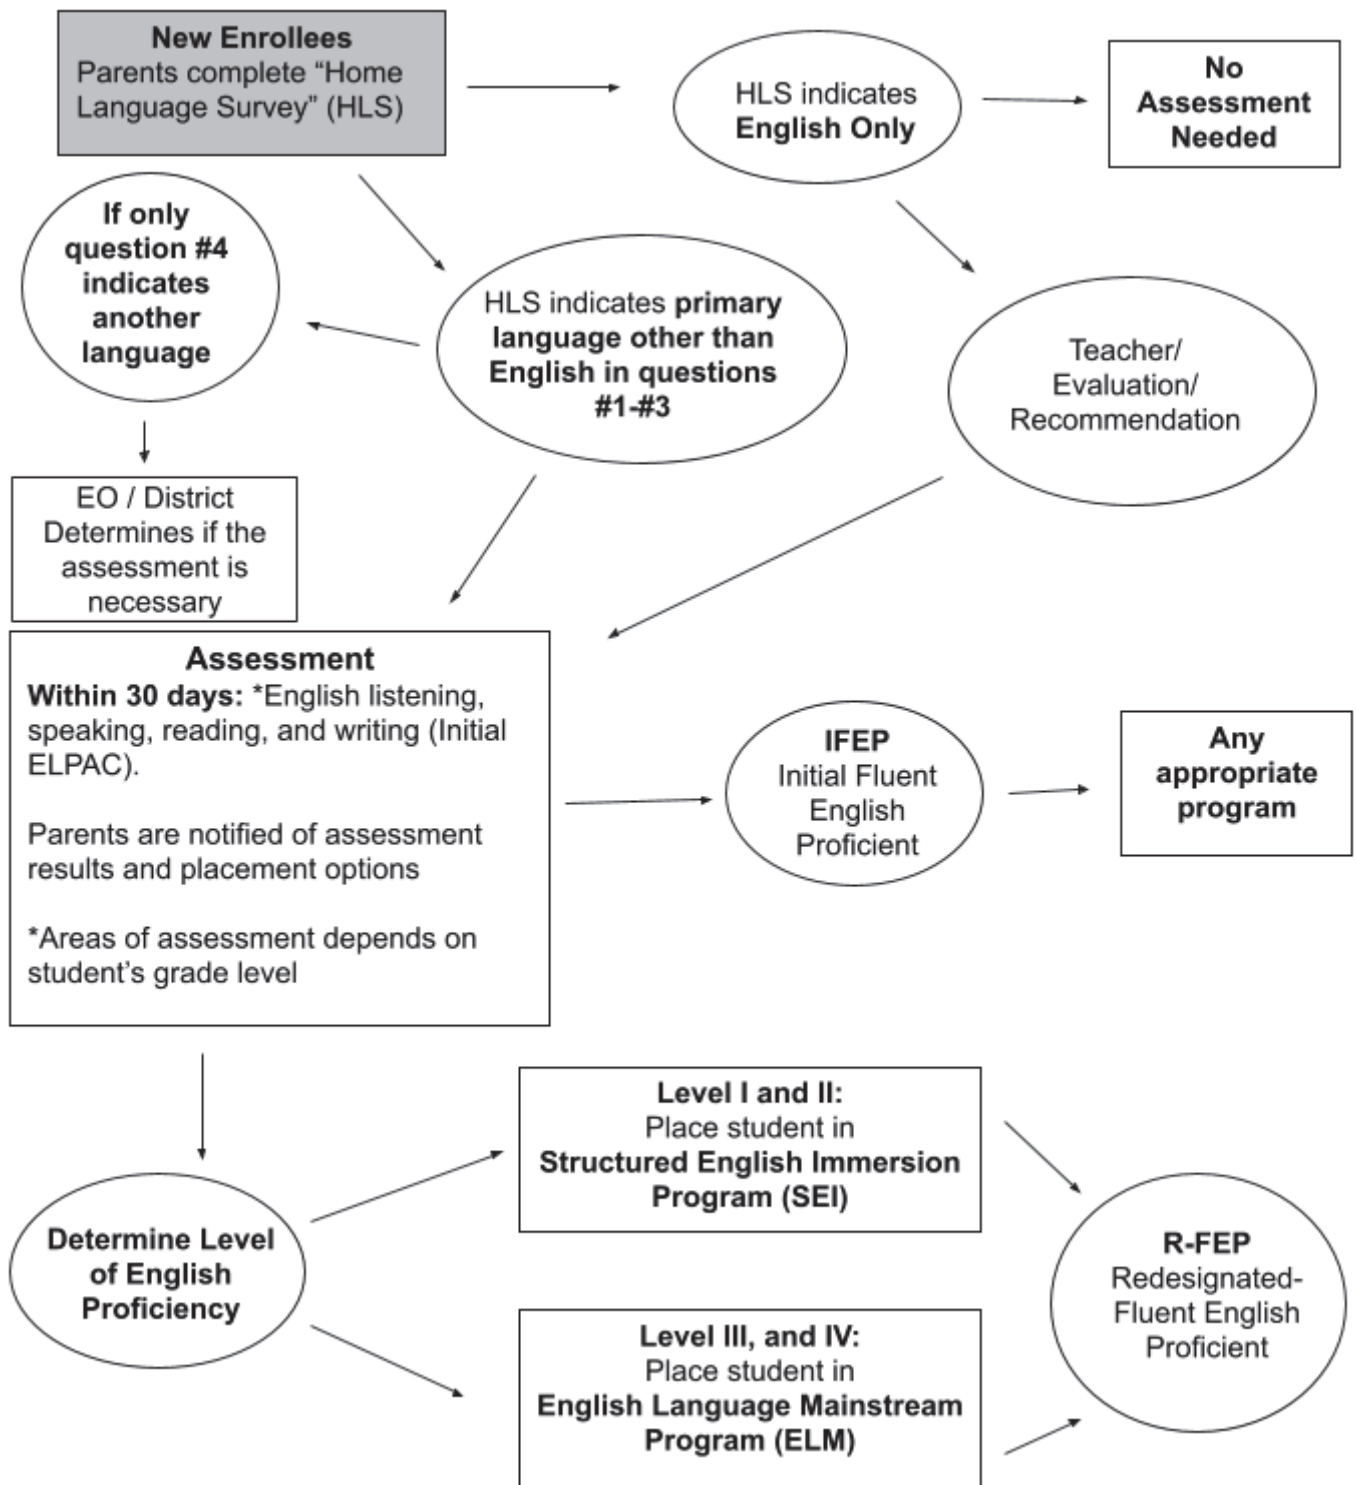 New Enrollees
Parents complete “Home
Language Survey” (HLS)
HLS indicates
English Only
No
Assessment
Needed
If only
question #4
indicates
another
language
HLS indicates primary
language other than
English in questions
#1-#3
Teacher/
Evaluation/
Recommendation
EO / District
Determines if the
assessment is
necessary
Assessment
Within 30 days: *English listening,
speaking, reading, and writing (Initial
ELPAC).
Parents are notified of assessment
results and placement options
*Areas of assessment depends on
student’s grade level
IFEP
Initial Fluent
English
Proficient
Any
appropriate
program
Determine Level
of English
Proficiency
Level I and II:
Place student in
Structured English Immersion
Program (SEI)
Level III, and IV:
Place student in
English Language Mainstream
Program (ELM)
R-FEP
Redesignated-
Fluent English
Proficient